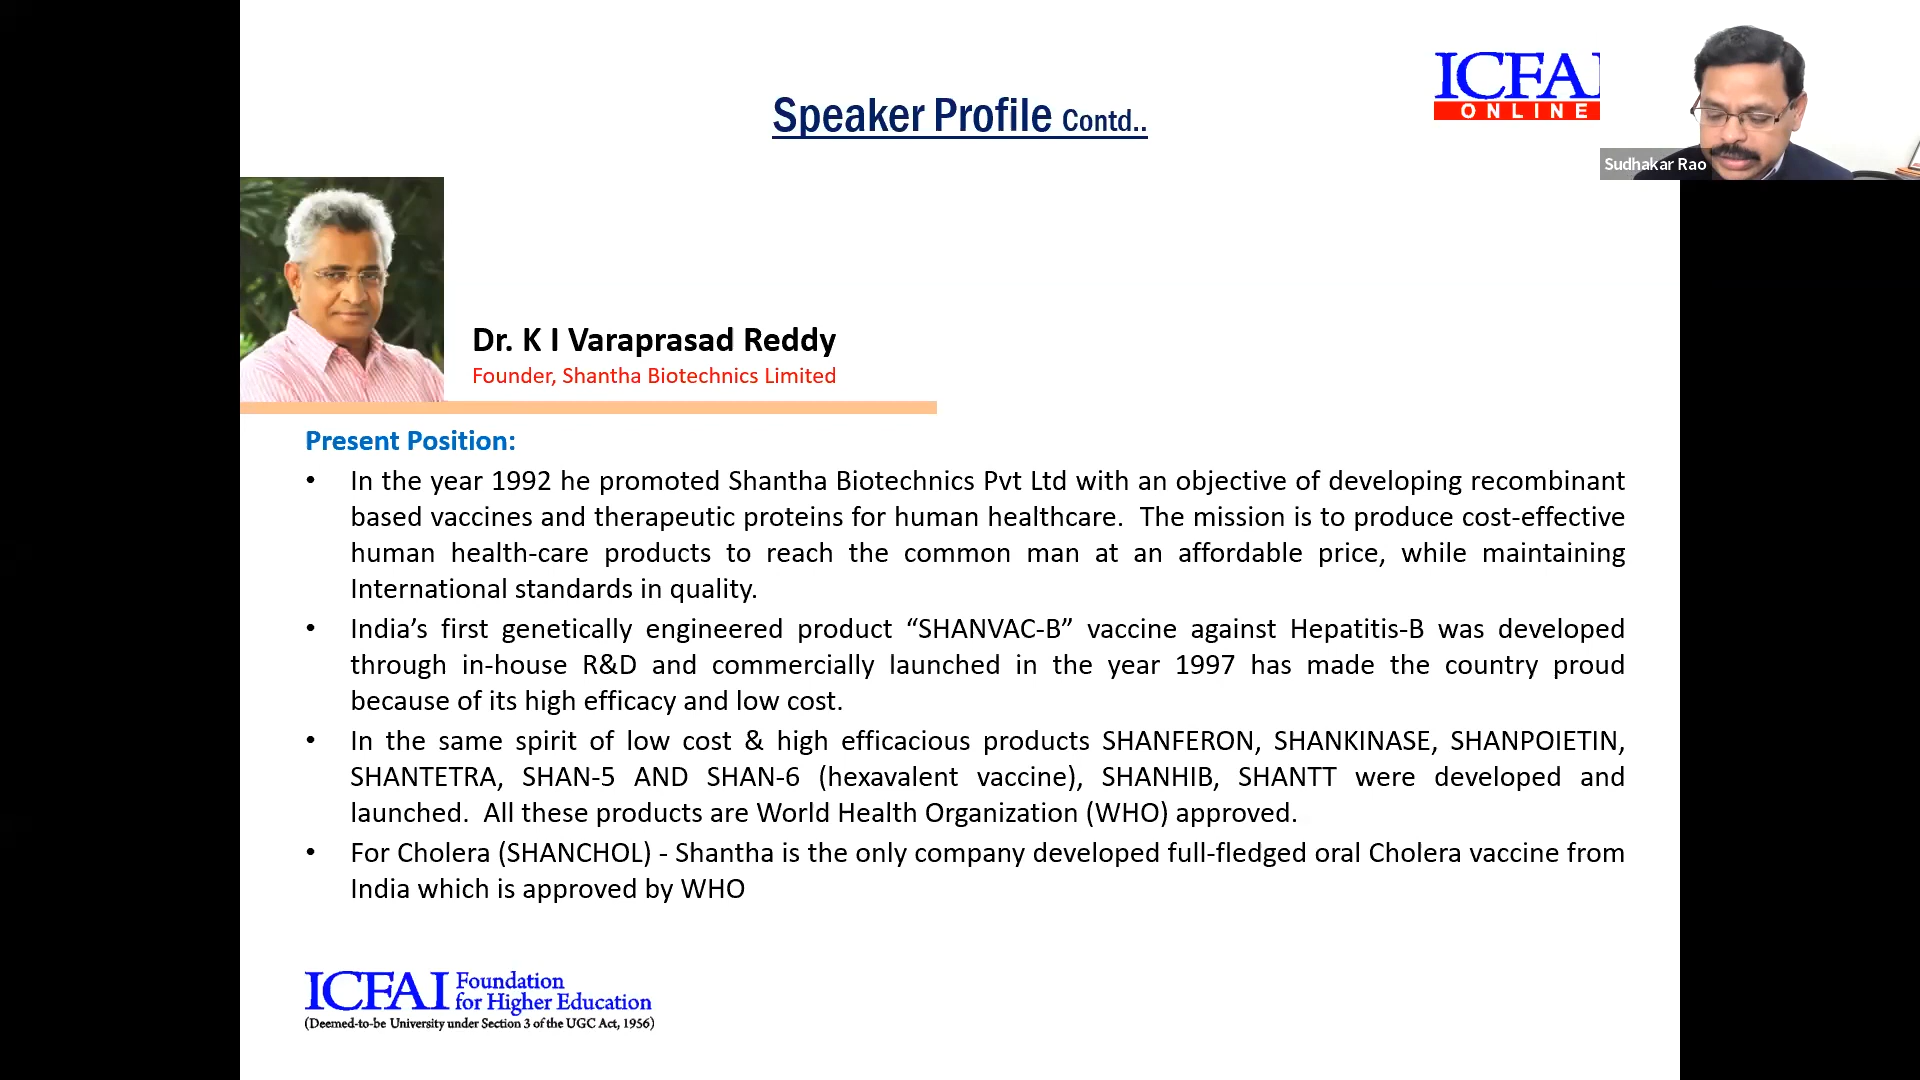 Speaker Profile Contd..
ICFAI
ONLINE
Sudhakar Rao
Dr. K I Varaprasad Reddy
Founder, Shantha Biotechnics Limited
Present Position:
• In the year 1992 he promoted Shantha Biotechnics Pvt Ltd with an objective of developing recombinant
based vaccines and therapeutic proteins for human healthcare. The mission is to produce cost-effective
human health-care products to reach the common man at an affordable price, while maintaining
International standards in quality.
• India’s first genetically engineered product “SHANVAC-B” vaccine against Hepatitis-B was developed
through in-house R&D and commercially launched in the year 1997 has made the country proud
because of its high efficacy and low cost.
• In the same spirit of low cost & high efficacious products SHANFERON, SHANKINASE, SHANPOIETIN,
SHANTETRA, SHAN-5 AND SHAN-6 (hexavalent vaccine), SHANHIB, SHANTT were developed and
launched. All these products are World Health Organization (WHO) approved.
• For Cholera (SHANCHOL) - Shantha is the only company developed full-fledged oral Cholera vaccine from
India which is approved by WHO
ICFAI Foundation
for Higher Education
(Deemed-to-be University under Section 3 of the UGC Act, 1956)